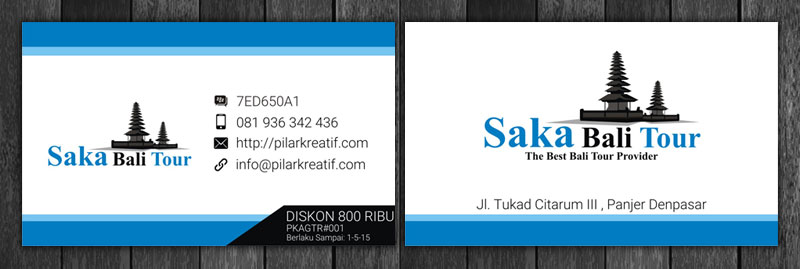 Saka Bali Tour
7ED650A1
081 936 342 436
http://pilarkreatif.com
info@pilarkreatif.com
DISKON 800 RIBU
PKAGTR#001
Berlaku Sampai: 1-5-15
Saka Bali Tour
The Best Bali Tour Provider
Jl. Tukad Citarum III , Panjer Denpasar